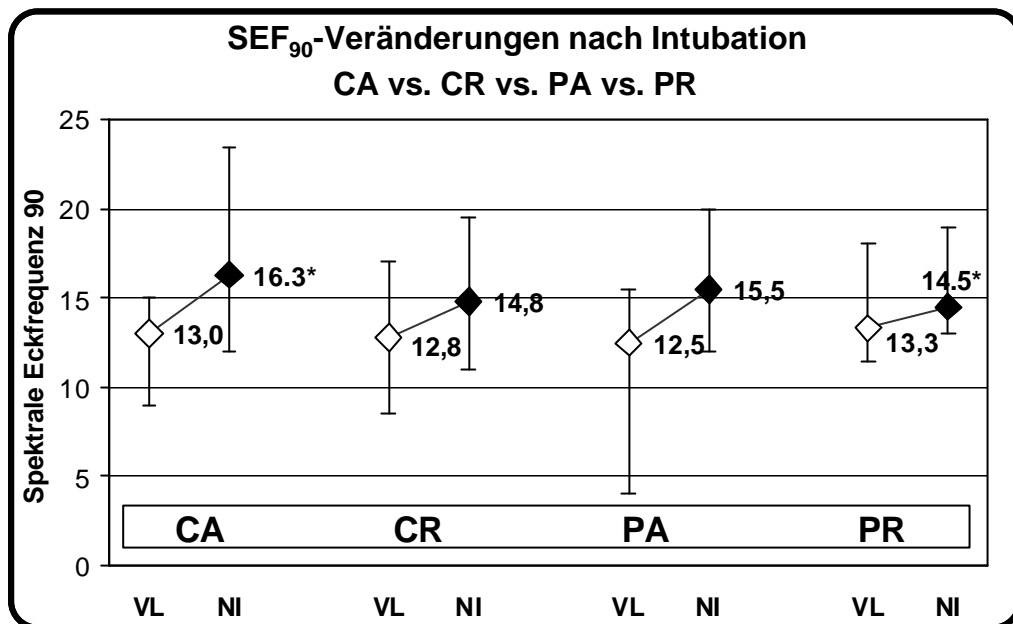 SEF90-Veränderungen nach Intubation
CA vs. CR vs. PA vs. PR
Spektrale Eckfrequenz 90
25
20
15
10
5
0
13,0
16.3*
12,8
14,8
12,5
15,5
13,3
14.5*
CA CR PA PR
VL NI VL NI VL NI VL NI